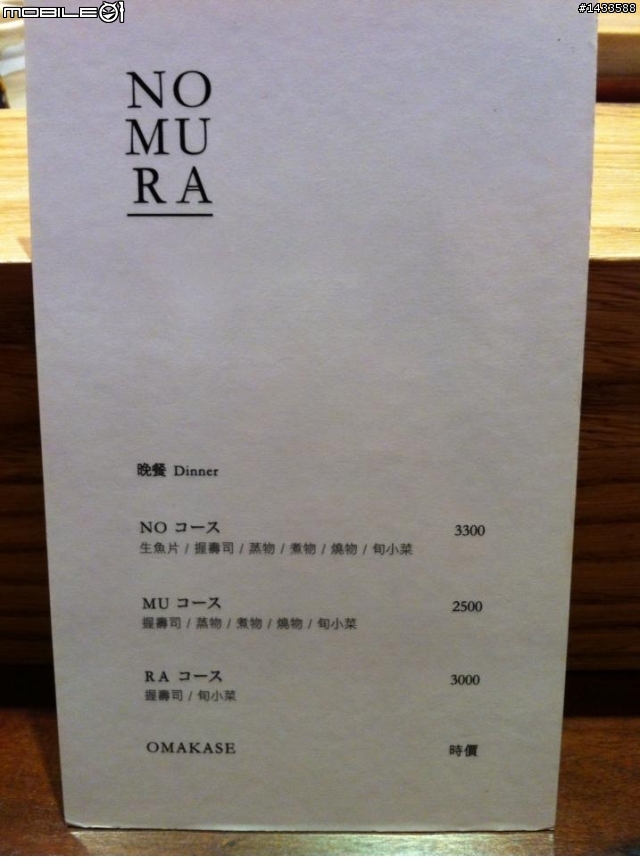 MOBILE01
#1433588
NO
MU
RA
晚餐 Dinner
NO コース 3300
生魚片 / 握壽司 / 蒸物 / 煮物 / 燒物 / 旬小菜
MU コース 2500
握壽司 / 蒸物 / 煮物 / 燒物 / 旬小菜
RA コース 3000
握壽司 / 旬小菜
OMAKASE 時價